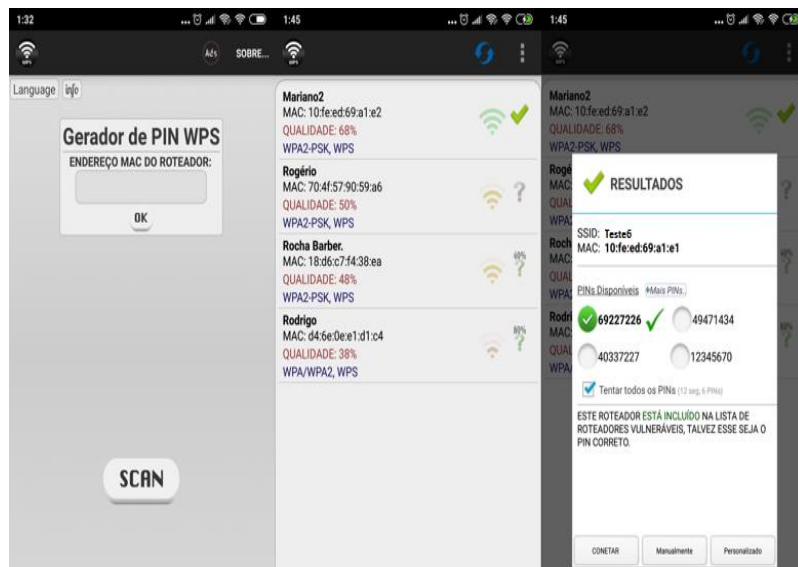 1:32
Ads SOBRE...
Language info
Gerador de PIN WPS
ENDEREÇO MAC DO ROTEADOR:
OK
SCAN
1:45
Mariano2
MAC: 10:fe:ed:69:a1:e2
QUALIDADE: 68%
WPA2-PSK, WPS
Rogério
MAC: 70:4f:57:90:59:a6
QUALIDADE: 50%
WPA2-PSK, WPS
Rocha Barber.
MAC: 18:d6:c7:f4:38:ea
QUALIDADE: 48%
WPA2-PSK, WPS
Rodrigo
MAC: d4:6e:0e:e1:d1:c4
QUALIDADE: 38%
WPA/WPA2, WPS
1:45
Mariano2
MAC: 10:fe:ed:69:a1:e2
QUALIDADE: 68%
WPA2-PSK, WPS
RESULTADOS
SSID: Teste6
MAC: 10:fe:ed:69:a1:e1
PINs Disponíveis +Mais PINs..
69227226 49471434
40337227 12345670
Tentar todos os PINs (12 seg, 6 PINs)
ESTE ROTEADOR ESTÁ INCLUÍDO NA LISTA DE
ROTEADORES VULNERÁVEIS, TALVEZ ESSE SEJA O
PIN CORRETO.
CONETAR Manualmente Personalizado